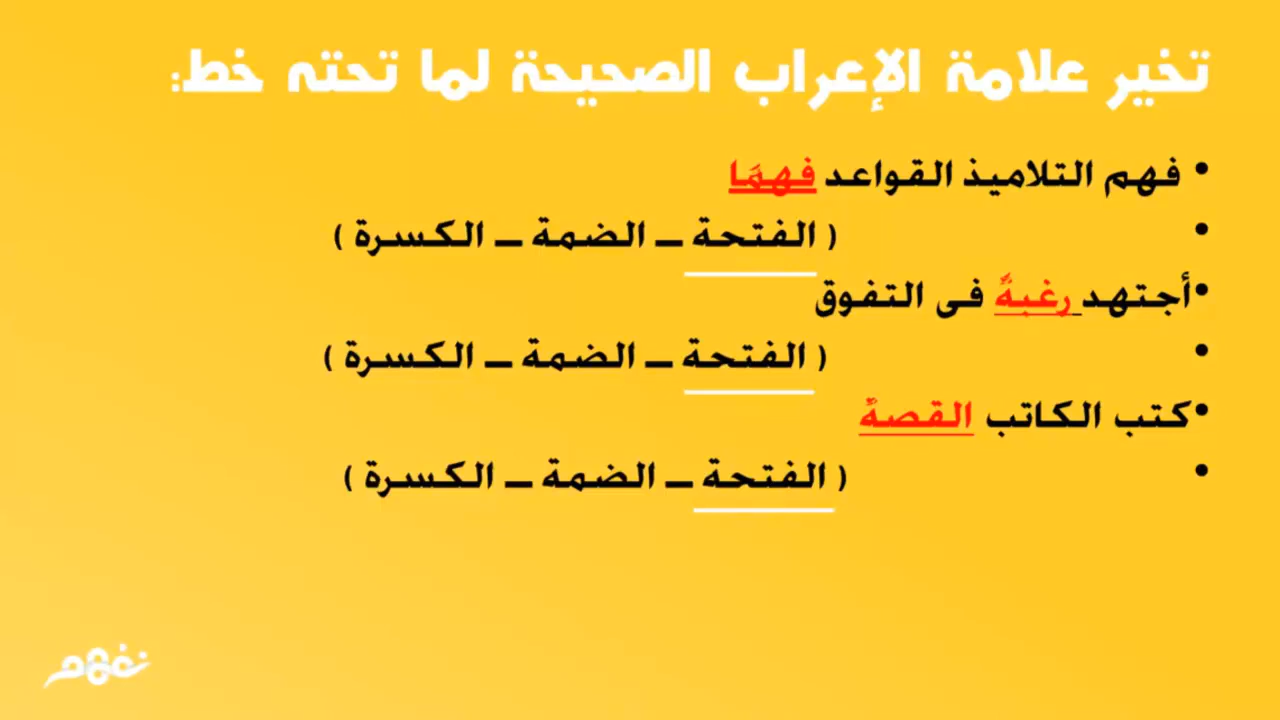 تخير علامة الإعراب الصحيحة لما تحته خط:
• فهم التلاميذ القواعد فهمًا
• ( الفتحة – الضمة – الكسرة )
•أجتهد رغبةً فى التفوق
• ( الفتحة – الضمة – الكسرة )
•كتب الكاتب القصةً
• ( الفتحة – الضمة – الكسرة )
نفهم